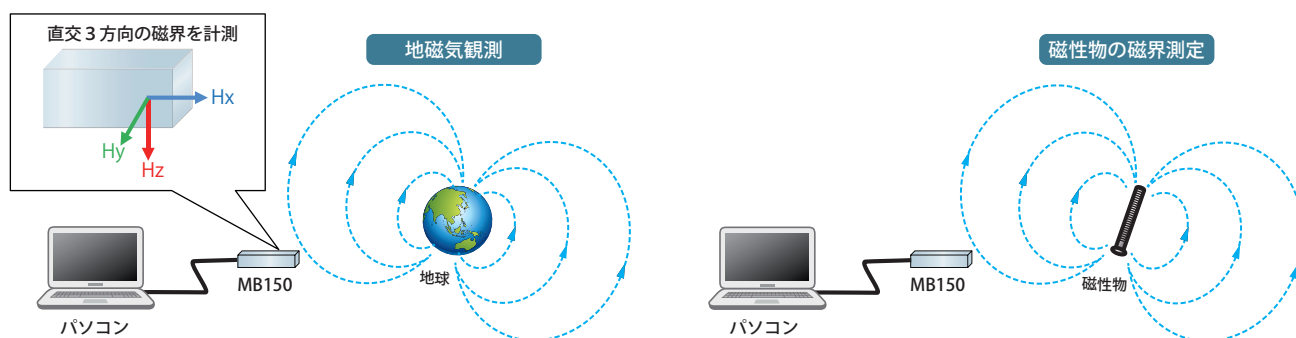 直交3方向の磁界を計測
Hx
Hy
Hz
地磁気観測
MB150
地球
パソコン
磁性物の磁界測定
MB150
磁性物
パソコン